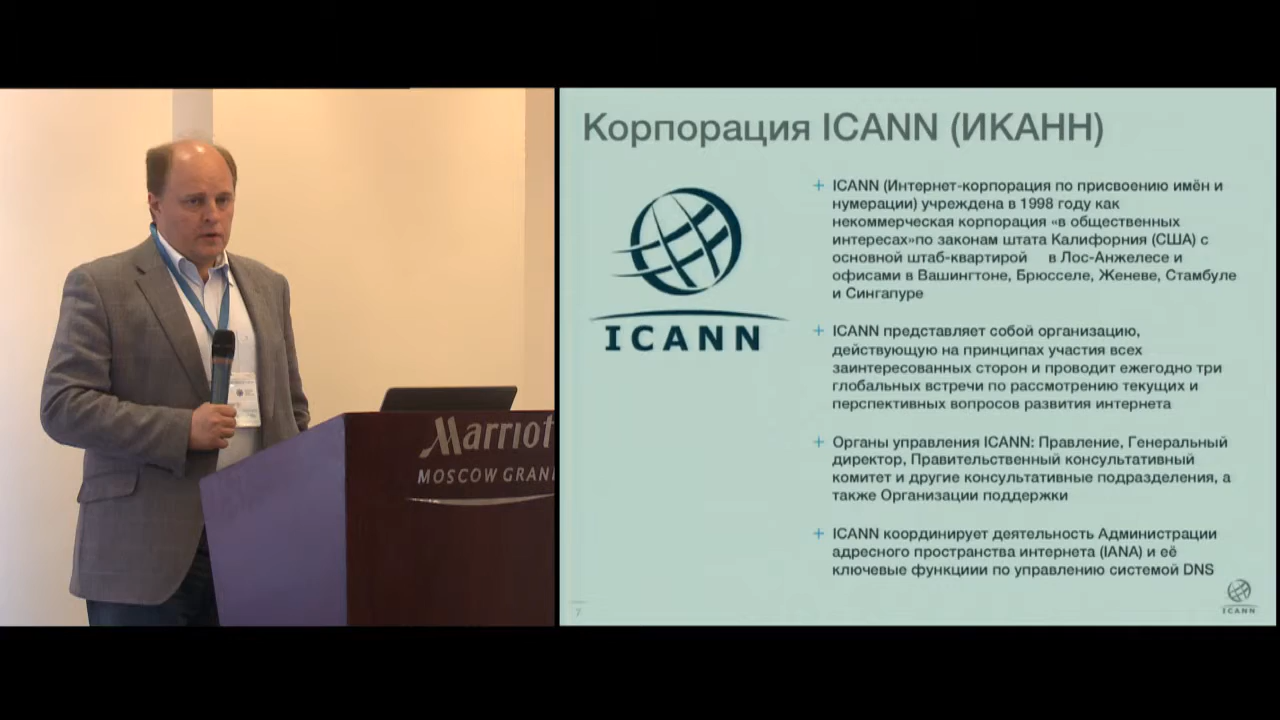 Marriot
MOSCOW GRAN
Корпорация ICANN (ИКАНН)
ICANN
+ ICANN (Интернет-корпорация по присвоению имён и
нумерации) учреждена в 1998 году как
некоммерческая корпорация «в общественных
интересах»по законам штата Калифорния (США) с
основной штаб-квартирой в Лос-Анжелесе и
офисами в Вашингтоне, Брюсселе, Женеве, Стамбуле
и Сингапуре
+ ICANN представляет собой организацию,
действующую на принципах участия всех
заинтересованных сторон и проводит ежегодно три
глобальных встречи по рассмотрению текущих и
перспективных вопросов развития интернета
+ Органы управления ICANN: Правление, Генеральный
директор, Правительственный консультативный
комитет и другие консультативные подразделения, а
также Организации поддержки
+ ICANN координирует деятельность Администрации
адресного пространства интернета (IANA) и её
ключевые функциии по управлению системой DNS
7
ICANN